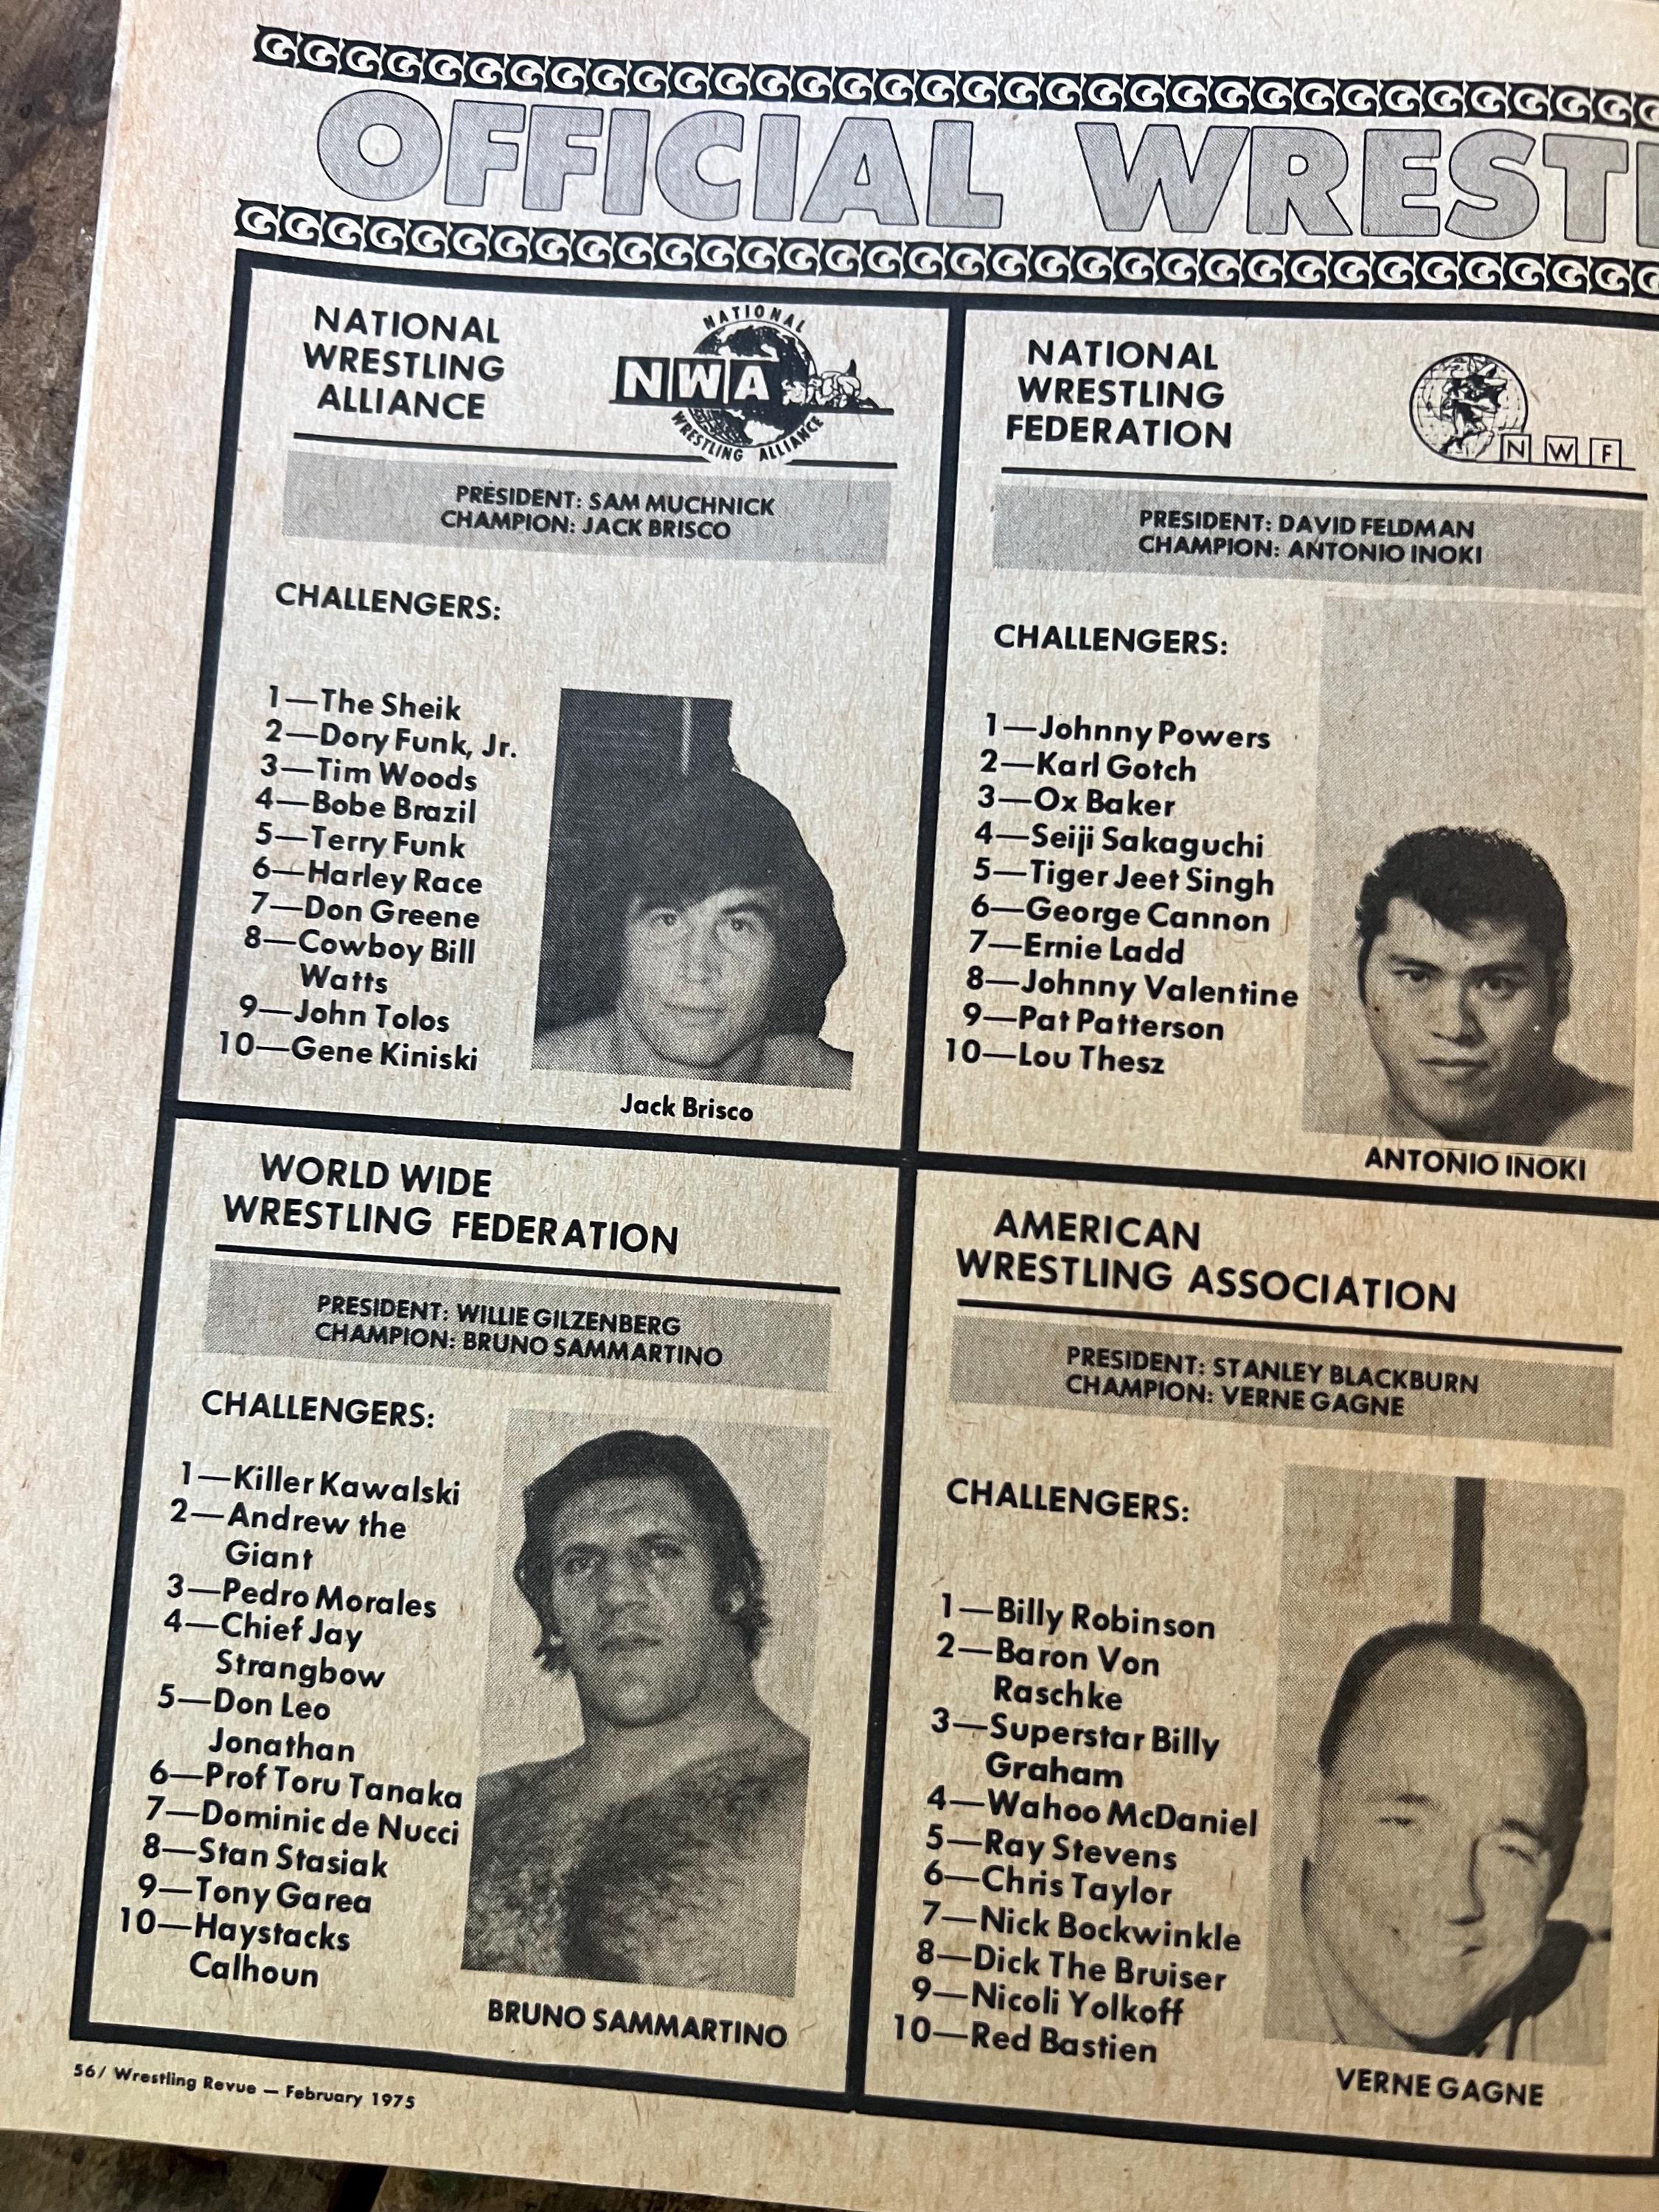 OFFICIAL WREST
NATIONAL
WRESTLING
ALLIANCE
NATIONAL
NWA
WRESTLING ALLIANCE
PRESIDENT: SAM MUCHNICK
CHAMPION: JACK BRISCO
CHALLENGERS:
1—The Sheik
2—Dory Funk, Jr.
3—Tim Woods
4—Bobe Brazil
5—Terry Funk
6—Harley Race
7—Don Greene
8—Cowboy Bill
Watts
9—John Tolos
10—Gene Kiniski
Jack Brisco
NATIONAL
WRESTLING
FEDERATION
NWF
PRESIDENT: DAVID FELDMAN
CHAMPION: ANTONIO INOKI
CHALLENGERS:
1—Johnny Powers
2—Karl Gotch
3—Ox Baker
4—Seiji Sakaguchi
5—Tiger Jeet Singh
6—George Cannon
7—Ernie Ladd
8—Johnny Valentine
9—Pat Patterson
10—Lou Thesz
ANTONIO INOKI
WORLD WIDE
WRESTLING FEDERATION
PRESIDENT: WILLIE GILZENBERG
CHAMPION: BRUNO SAMMARTINO
CHALLENGERS:
1—Killer Kawalski
2—Andrew the
Giant
3—Pedro Morales
4—Chief Jay
Strangbow
5—Don Leo
Jonathan
6—Prof Toru Tanaka
7—Dominic de Nucci
8—Stan Stasiak
9—Tony Garea
10—Haystacks
Calhoun
BRUNO SAMMARTINO
AMERICAN
WRESTLING ASSOCIATION
PRESIDENT: STANLEY BLACKBURN
CHAMPION: VERNE GAGNE
CHALLENGERS:
1—Billy Robinson
2—Baron Von
Raschke
3—Superstar Billy
Graham
4—Wahoo McDaniel
5—Ray Stevens
6—Chris Taylor
7—Nick Bockwinkle
8—Dick The Bruiser
9—Nicoli Yolkoff
10—Red Bastien
VERNE GAGNE
56/ Wrestling Revue — February 1975